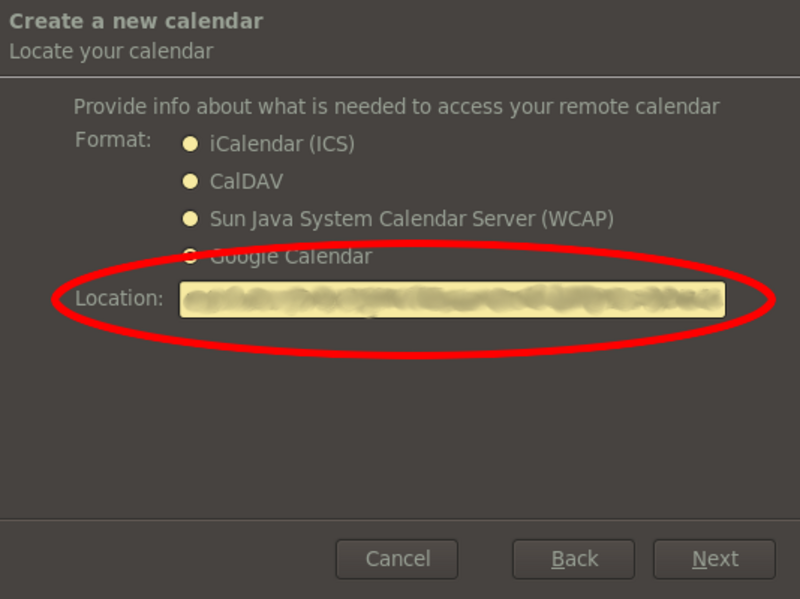 Create a new calendar
Locate your calendar
Provide info about what is needed to access your remote calendar
Format:
iCalendar (ICS)
CalDAV
Sun Java System Calendar Server (WCAP)
Google Calendar
Location:
Cancel
Back
Next